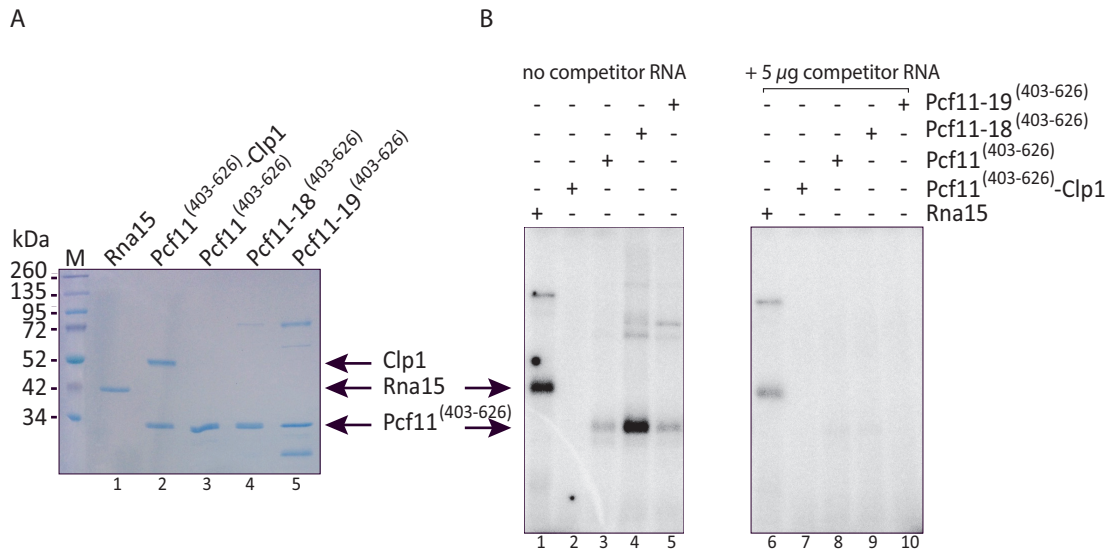 A
B
no competitor RNA
+ 5 µg competitor RNA
- - - - + - - - - + Pcf11-19(403-626)
- - - + - - - - + - Pcf11-18(403-626)
- - + - - - - + - - Pcf11(403-626)
- + - - - - + - - - Pcf11(403-626)-Clp1
+ - - - - + - - - - Rna15
kDa
M
Rna15
Pcf11(403-626)-Clp1
Pcf11(403-626)
Pcf11-18(403-626)
Pcf11-19(403-626)
260
135
95
72
52
42
34
Clp1
Rna15
Pcf11(403-626)
1 2 3 4 5
1 2 3 4 5
6 7 8 9 10